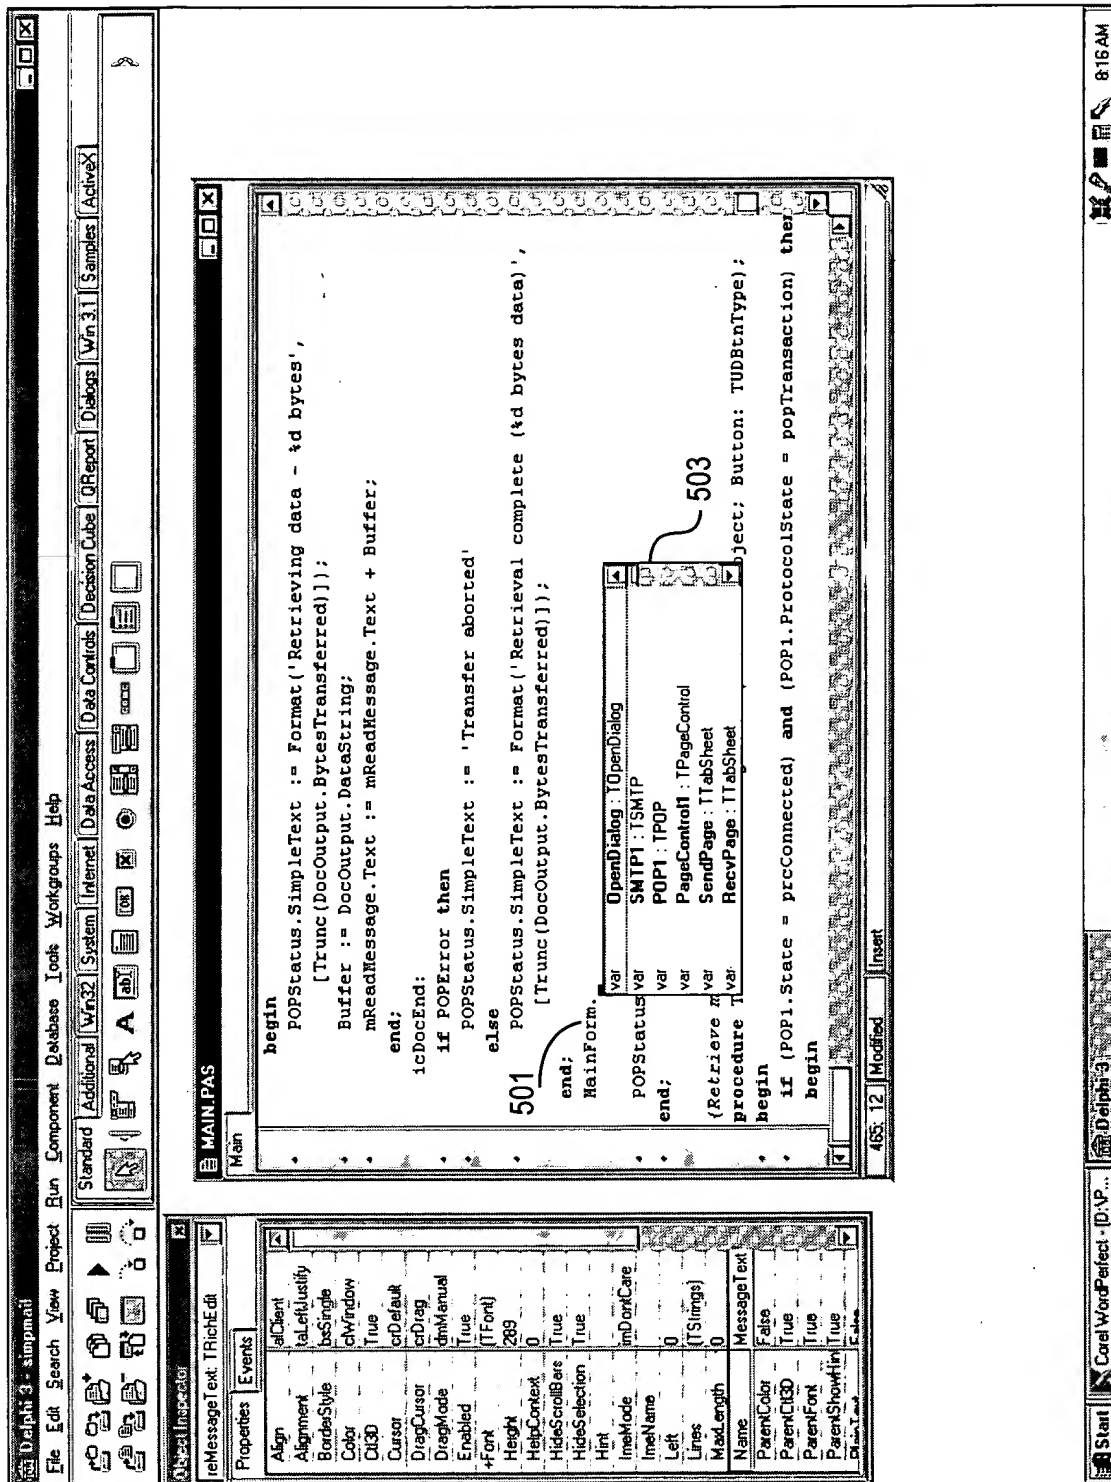 Delphi 3 - simpmail
File Edit Search View Project Run Component Database Tools Workgroups Help
Standard Additional Win32 System Internet Data Access Data Controls Decision Cube QReport Dialogs Win 3.1 Samples ActiveX
Object Inspector
reMessageText: TRichEdit
Properties Events
Align alClient
Alignment taLeftJustify
BorderStyle bsSingle
Color clWindow
Ctl3D True
Cursor crDefault
DragCursor crDrag
DragMode dmManual
Enabled True
+Font (TFont)
Height 289
HelpContext 0
HideScrollBars True
HideSelection True
Hint
ImeMode imDontCare
ImeName
Left 0
Lines (TStrings)
MaxLength 0
Name MessageText
ParentColor False
ParentCtl3D True
ParentFont True
ParentShowHint True
PlainText False
MAIN.PAS
Main
begin
POPStatus.SimpleText := Format('Retrieving data - %d bytes',
[Trunc(DocOutput.BytesTransferred)]);
Buffer := DocOutput.DataString;
mReadMessage.Text := mReadMessage.Text + Buffer;
end;
icDocEnd:
if POPError then
POPStatus.SimpleText := 'Transfer aborted'
else
POPStatus.SimpleText := Format('Retrieval complete (%d bytes data)',
[Trunc(DocOutput.BytesTransferred)]);
501
end;
MainForm.
var OpenDialog : TOpenDialog
var SMTP1 : TSMTP
var POP1 : TPOP
var PageControl1 : TPageControl
var SendPage : TTabSheet
var RecvPage : TTabSheet
503
POPStatus
end;
{Retrieve m
procedure T bject; Button: TUDBtnType);
begin
if (POP1.State = prcConnected) and (POP1.ProtocolState = popTransaction) then
begin
465: 12 Modified Insert
Start Corel WordPerfect - [D:\P... Delphi 3 8:16 AM